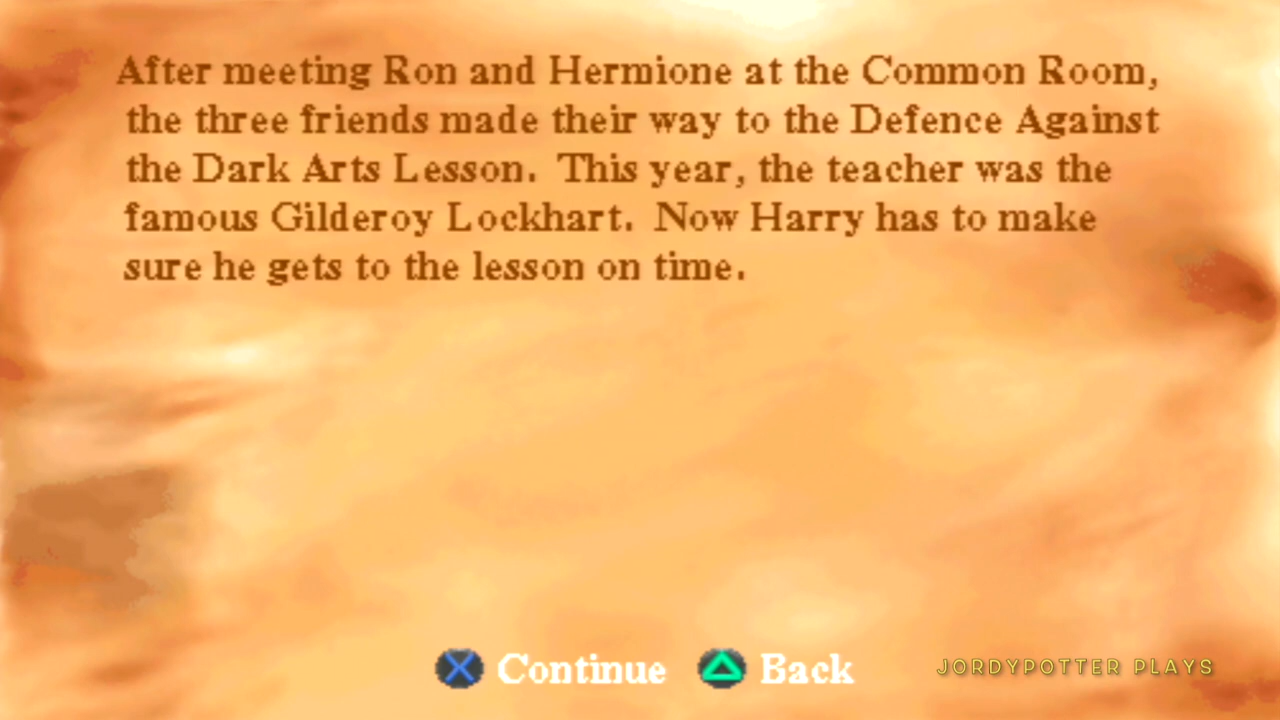 After meeting Ron and Hermione at the Common Room,
the three friends made their way to the Defence Against
the Dark Arts Lesson. This year, the teacher was the
famous Gilderoy Lockhart. Now Harry has to make
sure he gets to the lesson on time.
Continue Back
JORDYPOTTER PLAYS